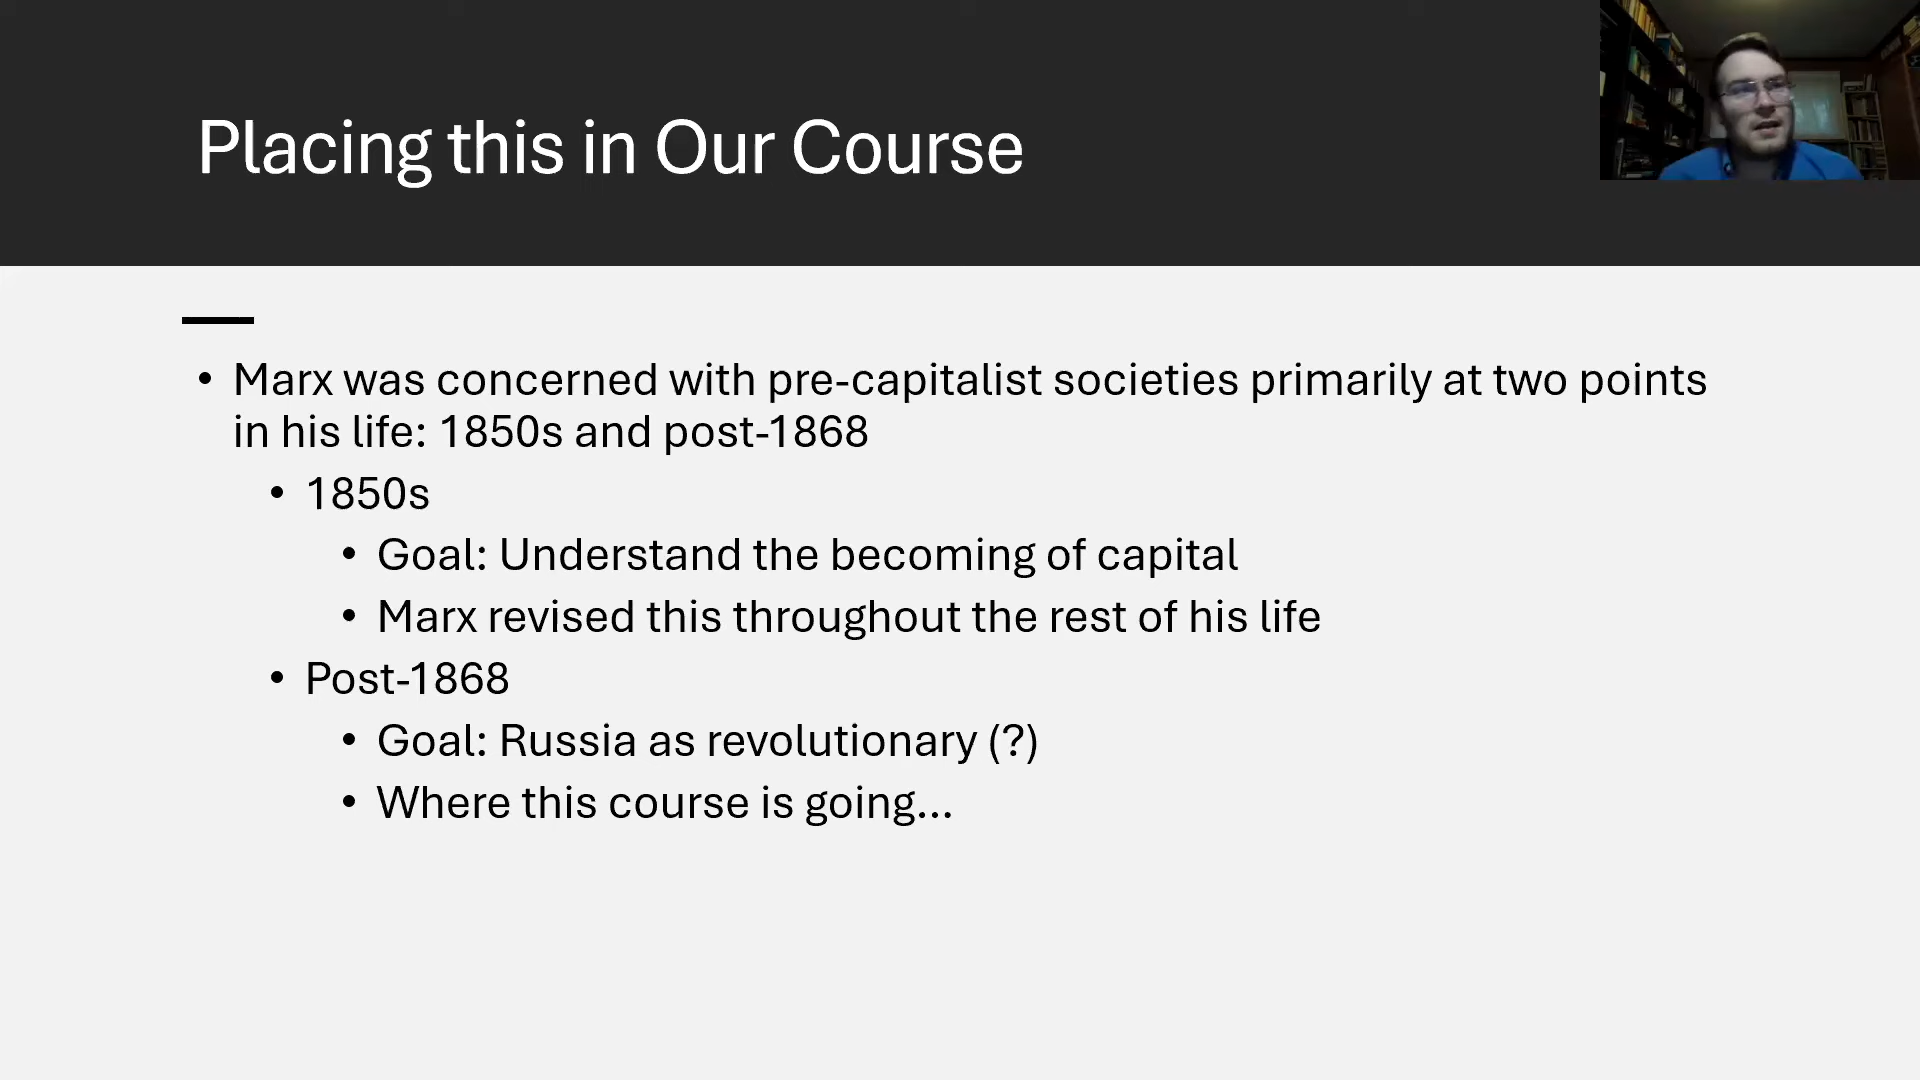 Placing this in Our Course
• Marx was concerned with pre-capitalist societies primarily at two points
in his life: 1850s and post-1868
• 1850s
• Goal: Understand the becoming of capital
• Marx revised this throughout the rest of his life
• Post-1868
• Goal: Russia as revolutionary (?)
• Where this course is going...